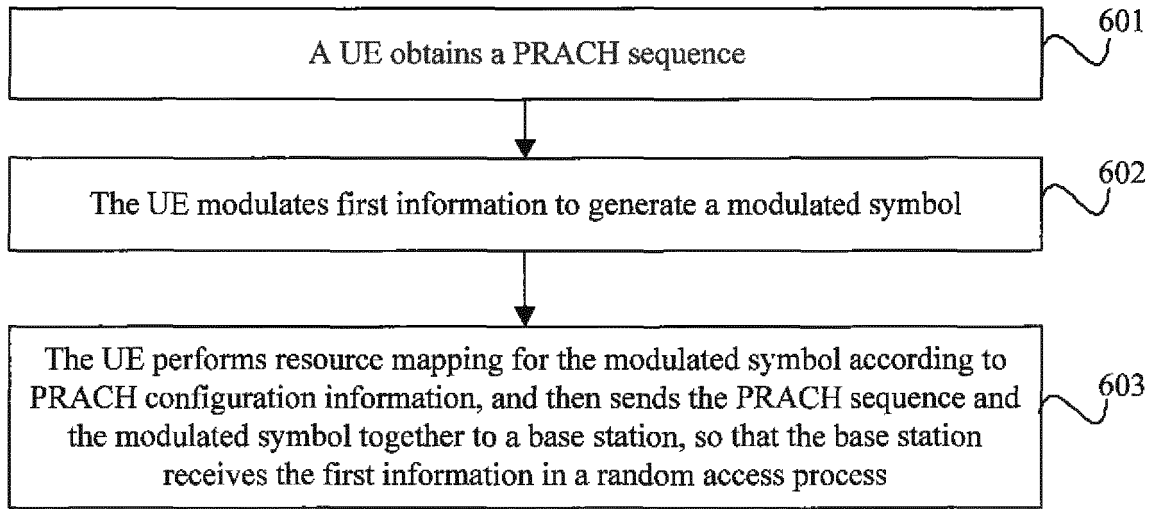 A UE obtains a PRACH sequence
601
The UE modulates first information to generate a modulated symbol
602
The UE performs resource mapping for the modulated symbol according to
PRACH configuration information, and then sends the PRACH sequence and
the modulated symbol together to a base station, so that the base station
receives the first information in a random access process
603